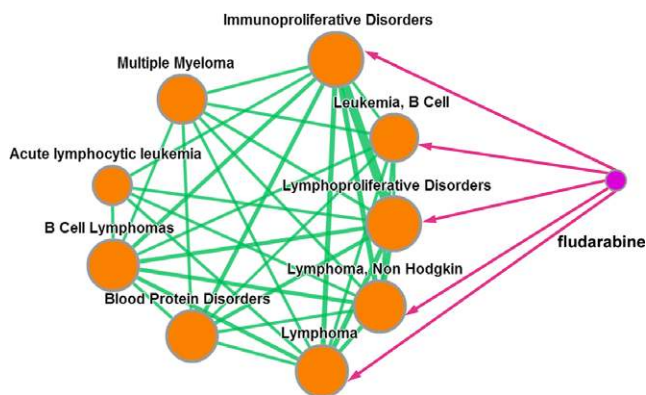 Immunoproliferative Disorders
Multiple Myeloma
Leukemia, B Cell
Acute lymphocytic leukemia
Lymphoproliferative Disorders
B Cell Lymphomas
fludarabine
Lymphoma, Non Hodgkin
Blood Protein Disorders
Lymphoma